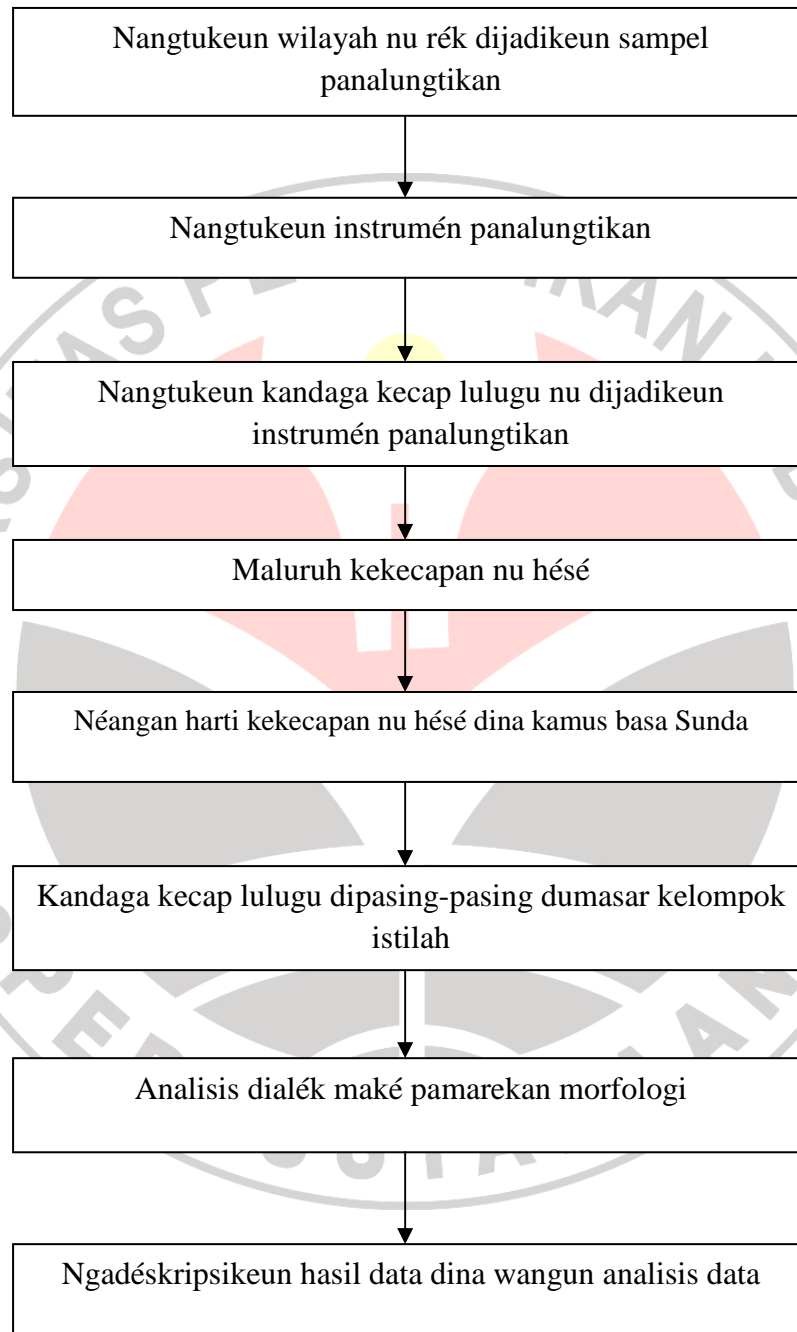 Nangtukeun wilayah nu rék dijadikeun sampel
panalungtikan
Nangtukeun instrumén panalungtikan
Nangtukeun kandaga kecap lulugu nu dijadikeun
instrumén panalungtikan
Maluruh kekecapan nu hésé
Néangan harti kekecapan nu hésé dina kamus basa Sunda
Kandaga kecap lulugu dipasing-pasing dumasar kelompok
istilah
Analisis dialék maké pamarekan morfologi
Ngadéskripsikeun hasil data dina wangun analisis data